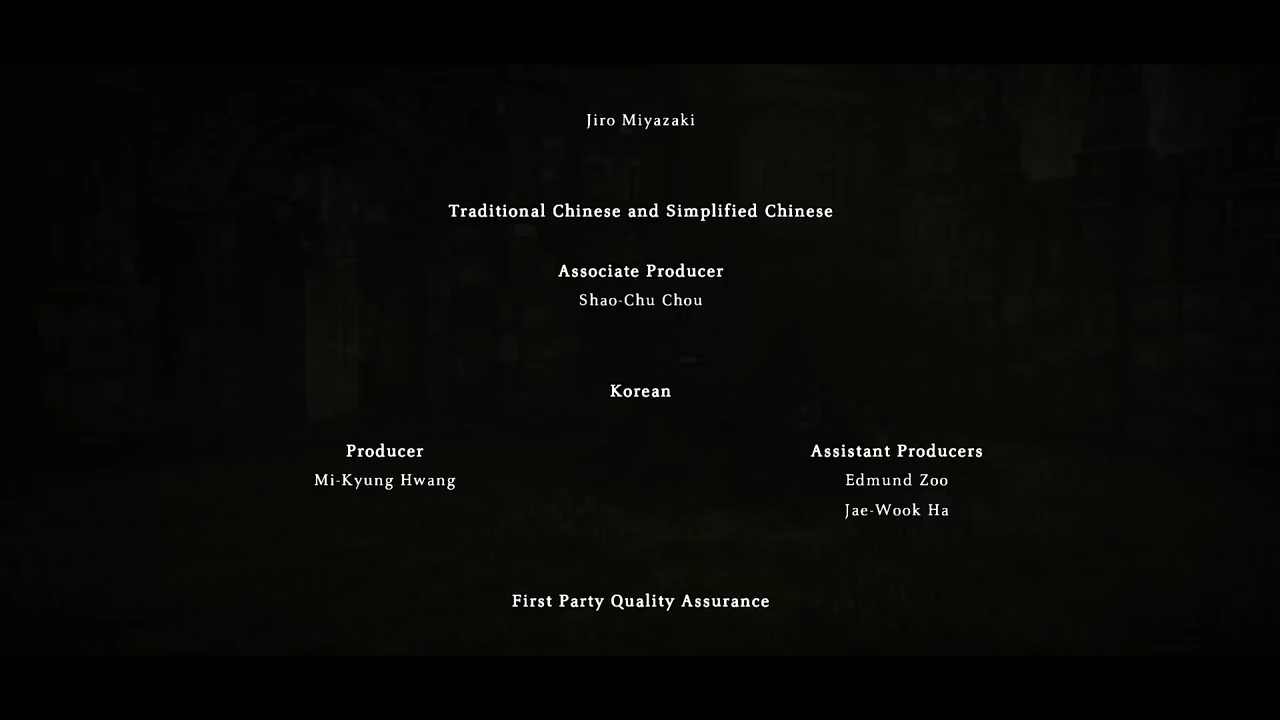 Jiro Miyazaki
Traditional Chinese and Simplified Chinese
Associate Producer
Shao-Chu Chou
Korean
Producer
Mi-Kyung Hwang
Assistant Producers
Edmund Zoo
Jae-Wook Ha
First Party Quality Assurance